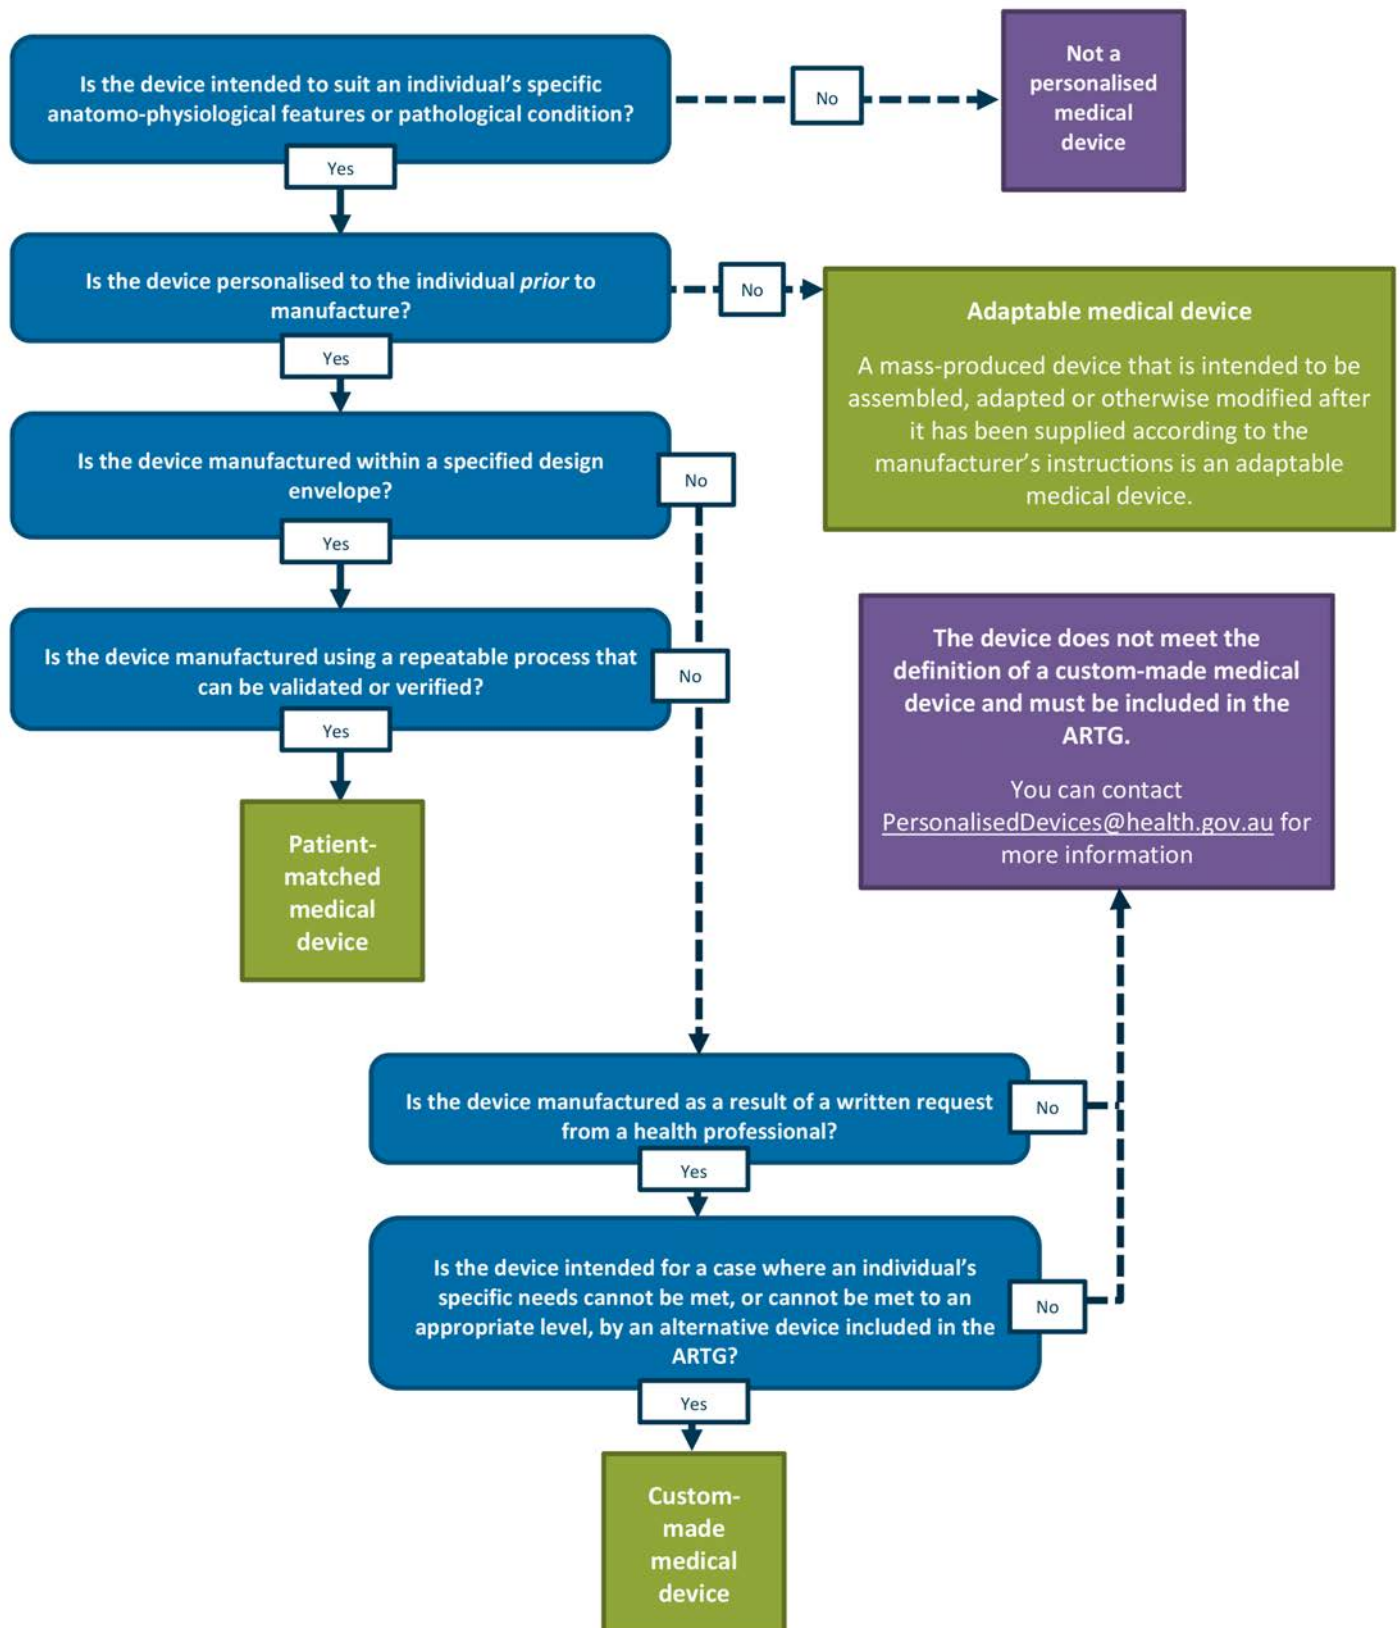 Is the device intended to suit an individual's specific
anatomo-physiological features or pathological condition?
No
Not a
personalised
medical
device
Yes
Is the device personalised to the individual prior to
manufacture?
No
Adaptable medical device
A mass-produced device that is intended to be
assembled, adapted or otherwise modified after
it has been supplied according to the
manufacturer's instructions is an adaptable
medical device.
Yes
Is the device manufactured within a specified design
envelope?
No
Yes
Is the device manufactured using a repeatable process that
can be validated or verified?
No
Yes
Patient-
matched
medical
device
The device does not meet the
definition of a custom-made medical
device and must be included in the
ARTG.
You can contact
PersonalisedDevices@health.gov.au for
more information
Is the device manufactured as a result of a written request
from a health professional?
No
Yes
Is the device intended for a case where an individual's
specific needs cannot be met, or cannot be met to an
appropriate level, by an alternative device included in the
ARTG?
No
Yes
Custom-
made
medical
device